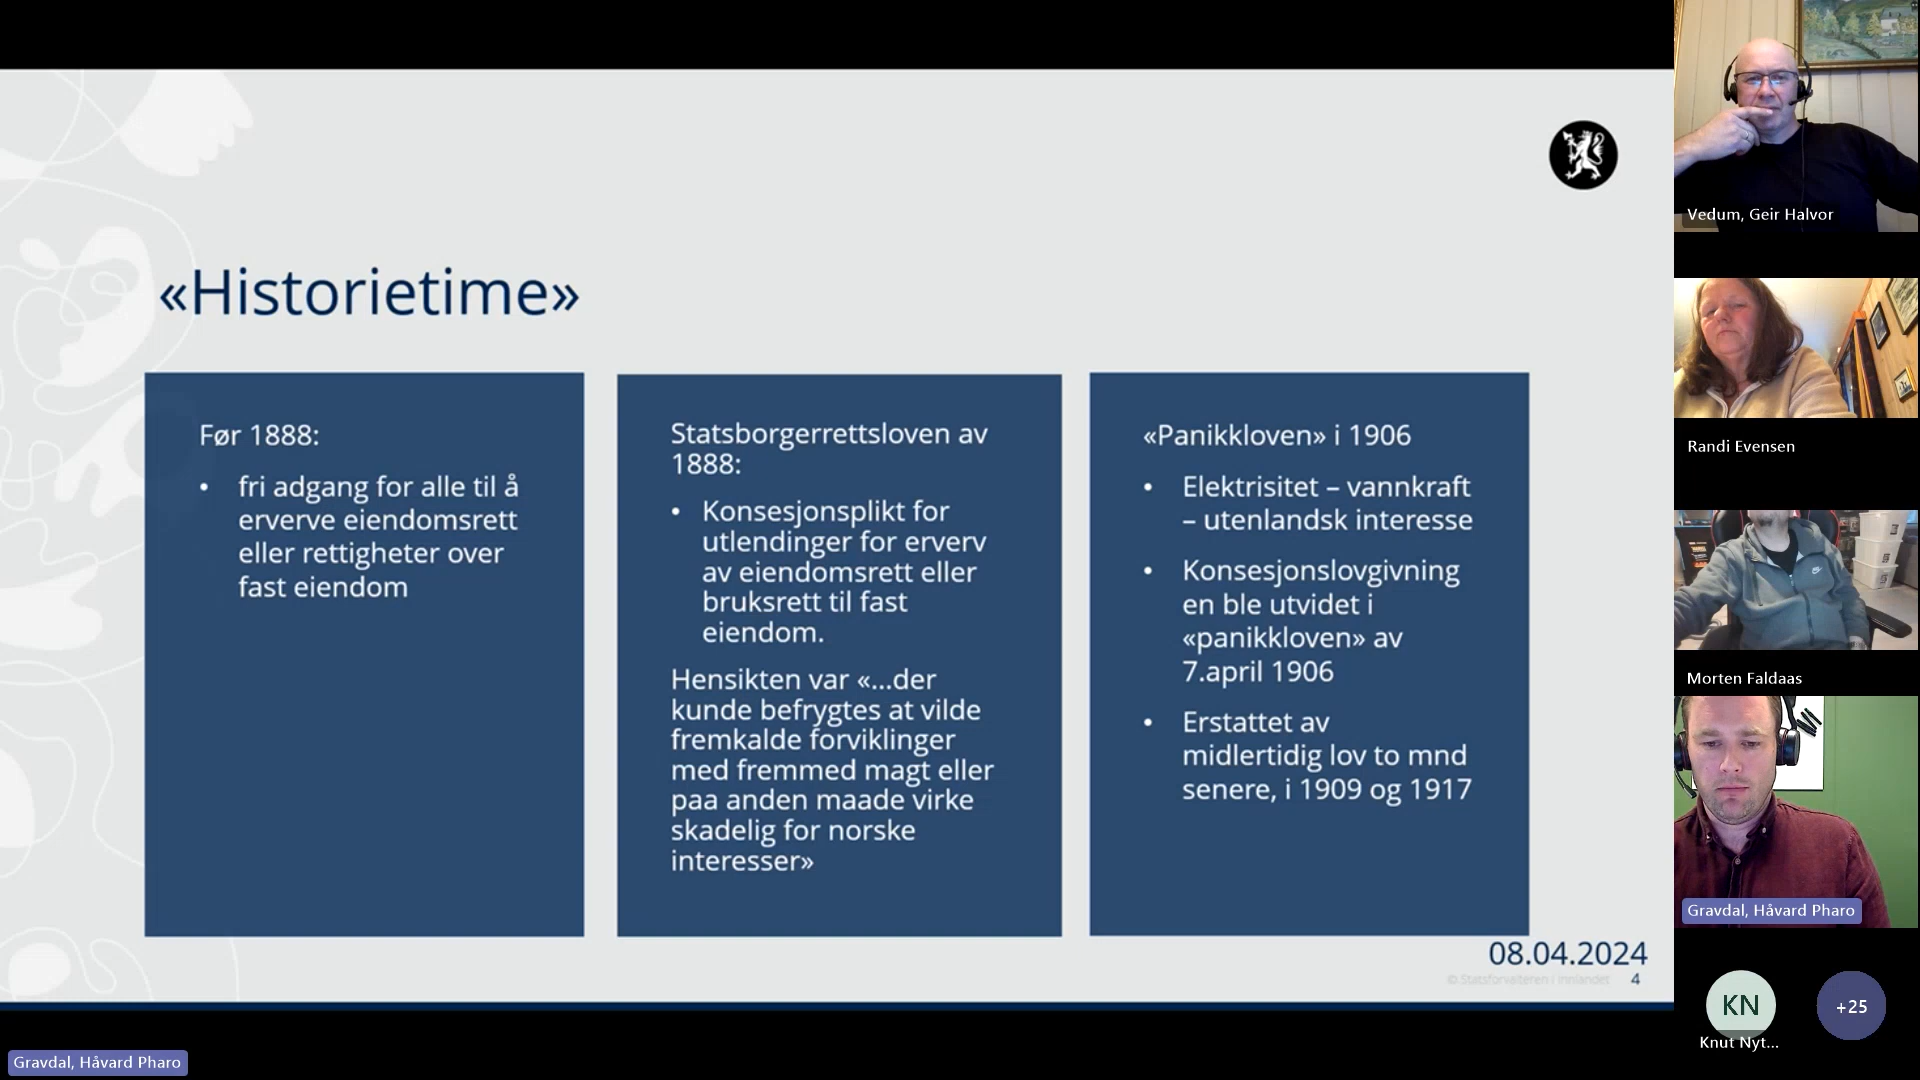 «Historietime»
Før 1888:
• fri adgang for alle til å
erverve eiendomsrett
eller rettigheter over
fast eiendom
Statsborgerrettsloven av
1888:
• Konsesjonsplikt for
utlendinger for erverv
av eiendomsrett eller
bruksrett til fast
eiendom.
Hensikten var «...der
kunde befrygtes at vilde
fremkalde forviklinger
med fremmed magt eller
paa anden maade virke
skadelig for norske
interesser»
«Panikkloven» i 1906
• Elektrisitet – vannkraft
– utenlandsk interesse
• Konsesjonslovgivning
en ble utvidet i
«panikkloven» av
7.april 1906
• Erstattet av
midlertidig lov to mnd
senere, i 1909 og 1917
08.04.2024
© Statsforvalteren i Innlandet 4
Gravdal, Håvard Pharo
Vedum, Geir Halvor
Randi Evensen
Morten Faldaas
Gravdal, Håvard Pharo
KN
Knut Nyt...
+25